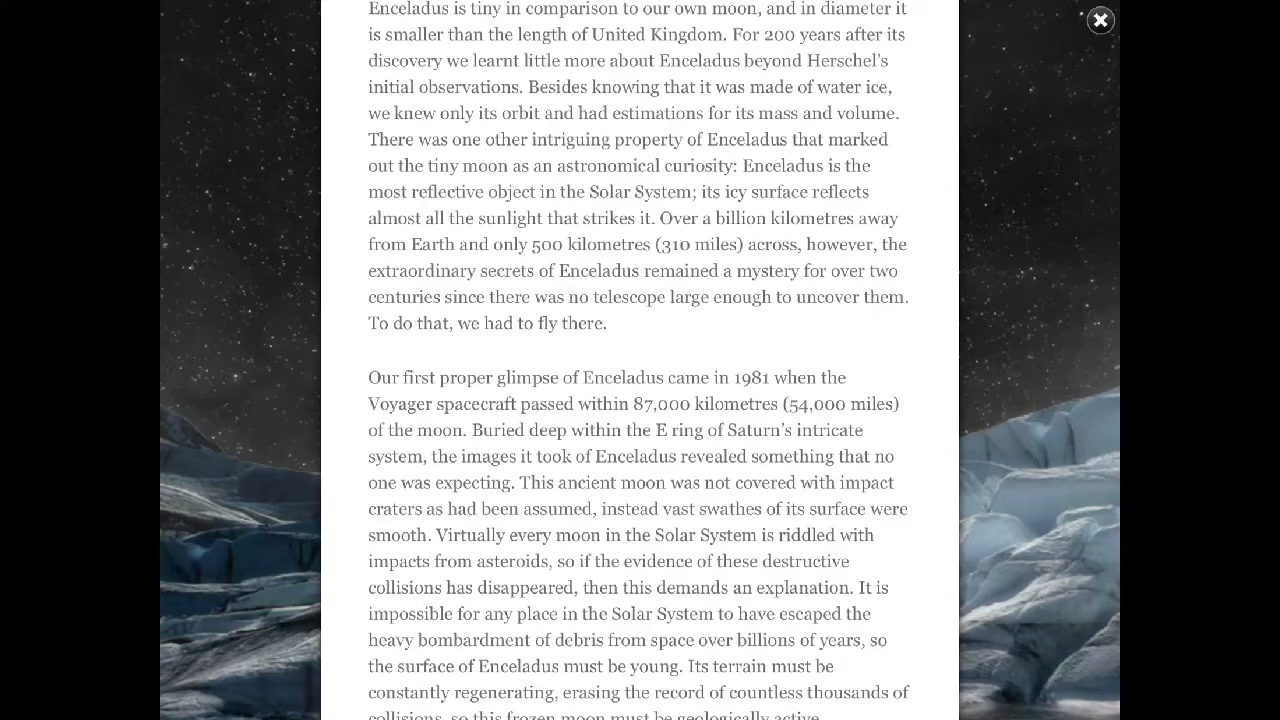 Enceladus is tiny in comparison to our own moon, and in diameter it
is smaller than the length of United Kingdom. For 200 years after its
discovery we learnt little more about Enceladus beyond Herschel’s
initial observations. Besides knowing that it was made of water ice,
we knew only its orbit and had estimations for its mass and volume.
There was one other intriguing property of Enceladus that marked
out the tiny moon as an astronomical curiosity: Enceladus is the
most reflective object in the Solar System; its icy surface reflects
almost all the sunlight that strikes it. Over a billion kilometres away
from Earth and only 500 kilometres (310 miles) across, however, the
extraordinary secrets of Enceladus remained a mystery for over two
centuries since there was no telescope large enough to uncover them.
To do that, we had to fly there.
Our first proper glimpse of Enceladus came in 1981 when the
Voyager spacecraft passed within 87,000 kilometres (54,000 miles)
of the moon. Buried deep within the E ring of Saturn’s intricate
system, the images it took of Enceladus revealed something that no
one was expecting. This ancient moon was not covered with impact
craters as had been assumed, instead vast swathes of its surface were
smooth. Virtually every moon in the Solar System is riddled with
impacts from asteroids, so if the evidence of these destructive
collisions has disappeared, then this demands an explanation. It is
impossible for any place in the Solar System to have escaped the
heavy bombardment of debris from space over billions of years, so
the surface of Enceladus must be young. Its terrain must be
constantly regenerating, erasing the record of countless thousands of
collisions, so this frozen moon must be geologically active.